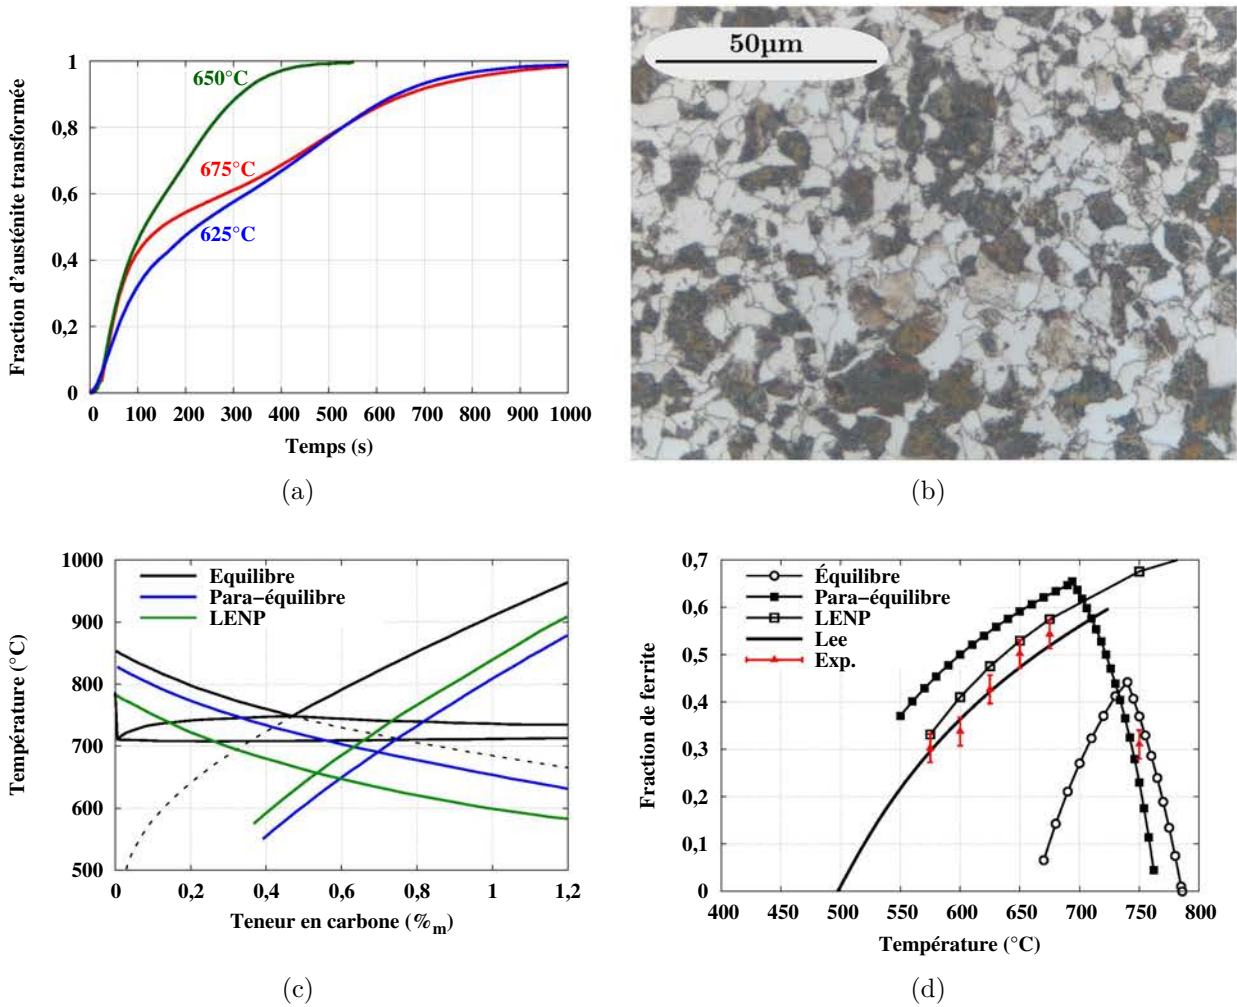 Fraction d'austénite transformée
1
0,8
0,6
0,4
0,2
0
650°C
675°C
625°C
0 100 200 300 400 500 600 700 800 900 1000
Temps (s)
(a)
50µm
(b)
Température (°C)
1000
900
800
700
600
500
Equilibre
Para-équilibre
LENP
0 0,2 0,4 0,6 0,8 1 1,2
Teneur en carbone (%m)
(c)
Fraction de ferrite
0,7
0,6
0,5
0,4
0,3
0,2
0,1
0
Équilibre
Para-équilibre
LENP
Lee
Exp.
400 450 500 550 600 650 700 750 800
Température (°C)
(d)